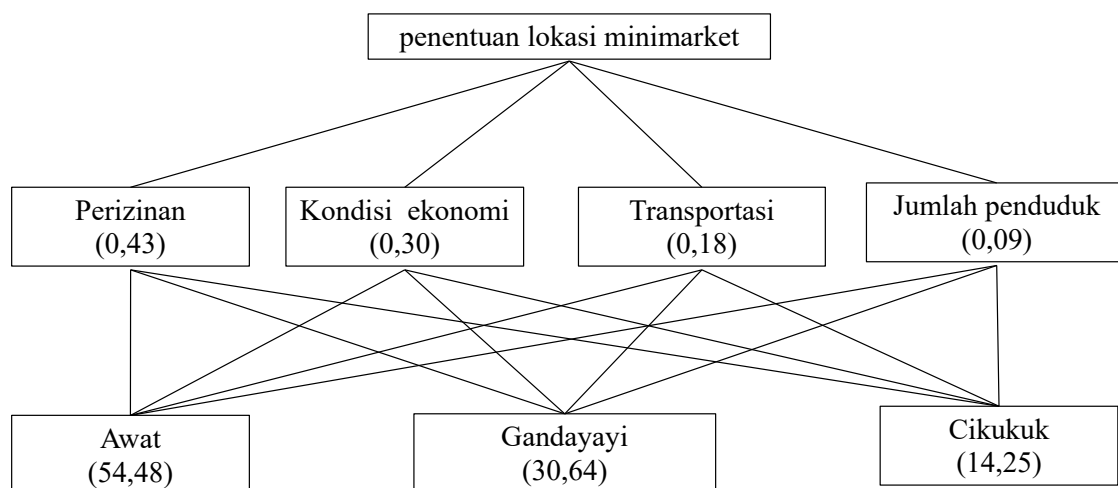 penentuan lokasi minimarket
Perizinan
(0,43)
Kondisi ekonomi
(0,30)
Transportasi
(0,18)
Jumlah penduduk
(0,09)
Awat
(54,48)
Gandayayi
(30,64)
Cikukuk
(14,25)